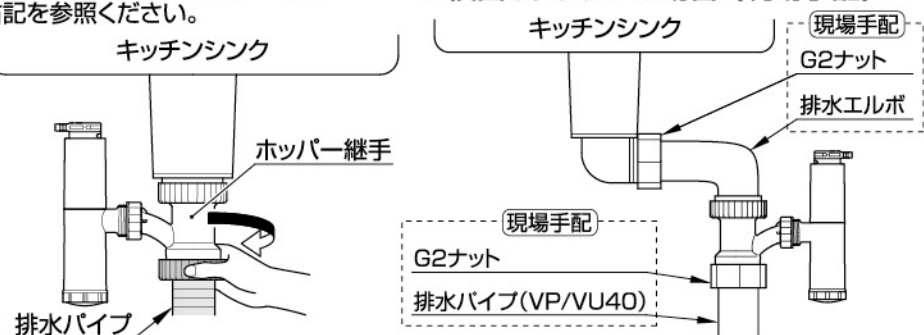 記を参照ください。
キッチンシンク
ホッパー継手
排水パイプ
キッチンシンク
現場手配
G2ナット
排水エルボ
現場手配
G2ナット
排水パイプ(VP/VU40)